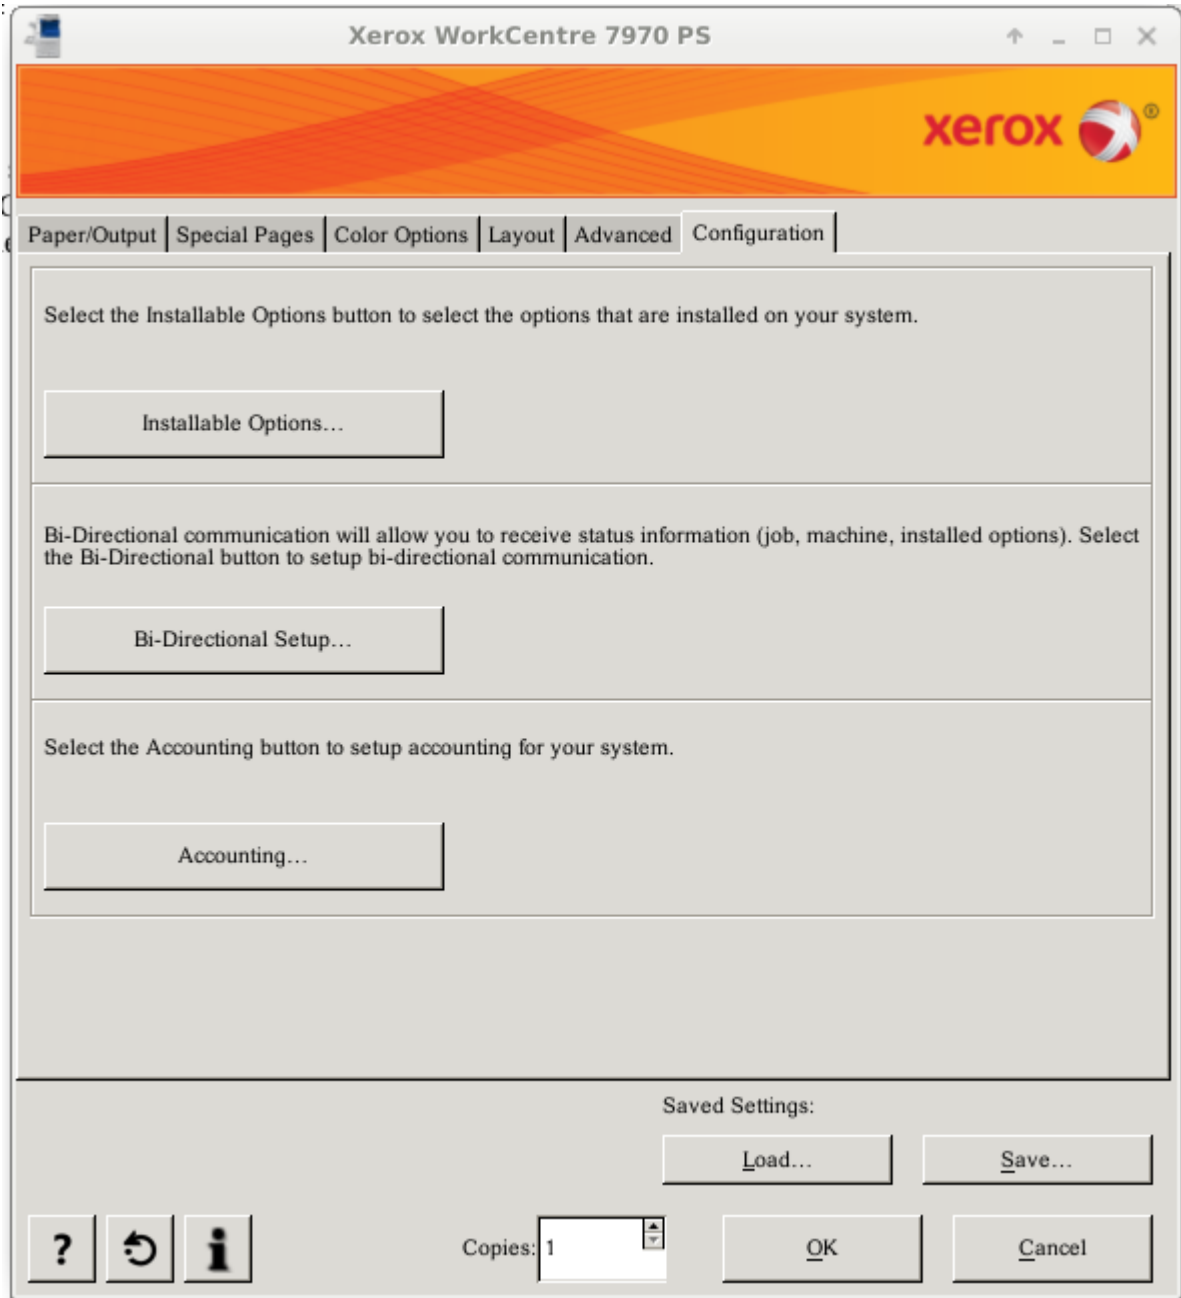 Xerox WorkCentre 7970 PS
xerox ®
Paper/Output Special Pages Color Options Layout Advanced Configuration
Select the Installable Options button to select the options that are installed on your system.
Installable Options...
Bi-Directional communication will allow you to receive status information (job, machine, installed options). Select
the Bi-Directional button to setup bi-directional communication.
Bi-Directional Setup...
Select the Accounting button to setup accounting for your system.
Accounting...
Saved Settings:
Load... Save...
? i Copies: 1 OK Cancel